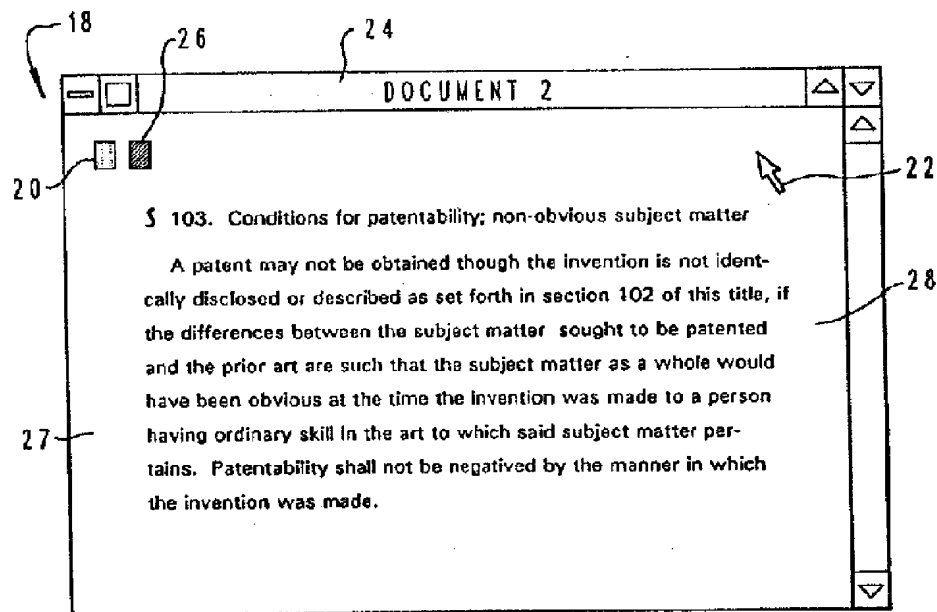 18
26
24
DOCUMENT 2
20
22
§ 103. Conditions for patentability; non-obvious subject matter
A patent may not be obtained though the invention is not ident-
cally disclosed or described as set forth in section 102 of this title, if
28
the differences between the subject matter sought to be patented
and the prior art are such that the subject matter as a whole would
have been obvious at the time the invention was made to a person
27
having ordinary skill in the art to which said subject matter per-
tains. Patentability shall not be negatived by the manner in which
the invention was made.